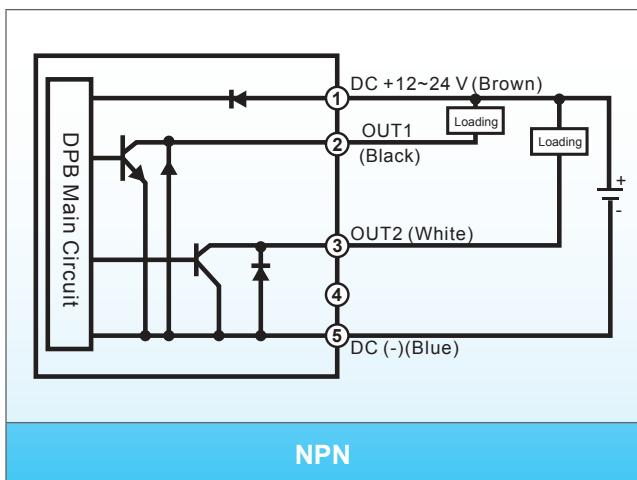 DPB Main Circuit
1
DC +12~24 V (Brown)
2
OUT1
(Black)
Loading
Loading
+
-
3
OUT2 (White)
4
5
DC (-)(Blue)
NPN